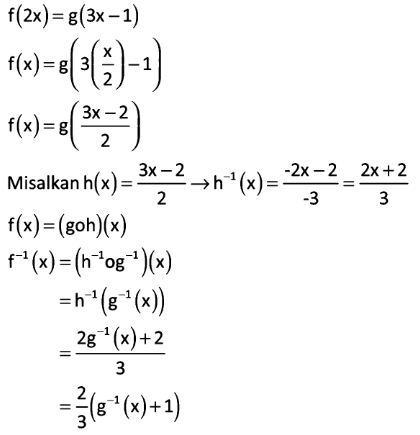 f(2x) = g(3x − 1)
f(x) = g(3(x/2) − 1)
f(x) = g((3x − 2)/2)
Misalkan h(x) = (3x − 2)/2 → h⁻¹(x) = (-2x − 2)/-3 = (2x + 2)/3
f(x) = (goh)(x)
f⁻¹(x) = (h⁻¹og⁻¹)(x)
= h⁻¹(g⁻¹(x))
= (2g⁻¹(x) + 2)/3
= 2/3(g⁻¹(x) + 1)